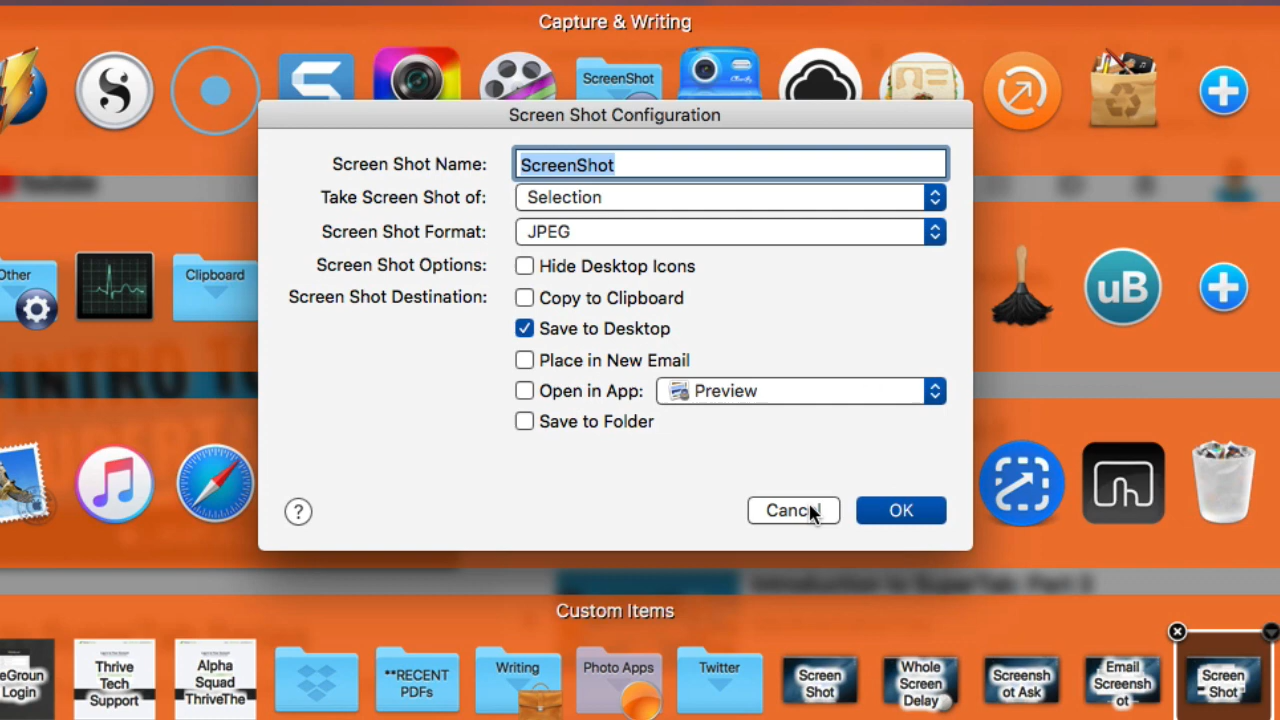 Capture & Writing
ScreenShot
Screen Shot Configuration
Screen Shot Name: ScreenShot
Take Screen Shot of: Selection
Screen Shot Format: JPEG
Screen Shot Options: Hide Desktop Icons
Screen Shot Destination: Copy to Clipboard
Save to Desktop
Place in New Email
Open in App: Preview
Save to Folder
?
OK
Other
Clipboard
uB
Custom Items
Login
Thrive
Tech
Support
Alpha
Squad
ThriveThe
**RECENT
PDFs
Writing
Photo Apps
Twitter
Screen
Shot
Whole
Screen
Delay
Screensh
ot Ask
Email
Screensh
ot
Screen
Shot